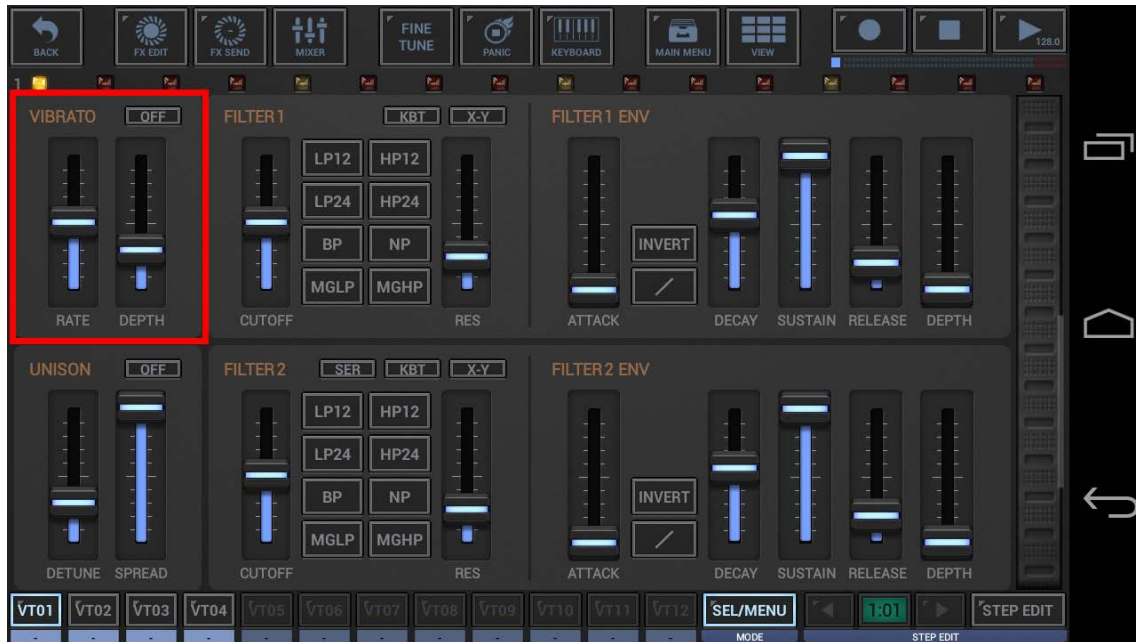 BACK FX EDIT FX SEND MIXER FINE TUNE PANIC KEYBOARD MAIN MENU VIEW 128.0
1
VIBRATO OFF FILTER 1 KBT X-Y FILTER 1 ENV
LP12 HP12
LP24 HP24
BP NP INVERT
MGLP MGHP
RATE DEPTH CUTOFF RES ATTACK DECAY SUSTAIN RELEASE DEPTH
UNISON OFF FILTER 2 SER KBT X-Y FILTER 2 ENV
LP12 HP12
LP24 HP24
BP NP INVERT
MGLP MGHP
DETUNE SPREAD CUTOFF RES ATTACK DECAY SUSTAIN RELEASE DEPTH
VT01 VT02 VT03 VT04 VT05 VT06 VT07 VT08 VT09 VT10 VT11 VT12 SEL/MENU 1:01 STEP EDIT
- - - - - - - - - - - - MODE STEP EDIT